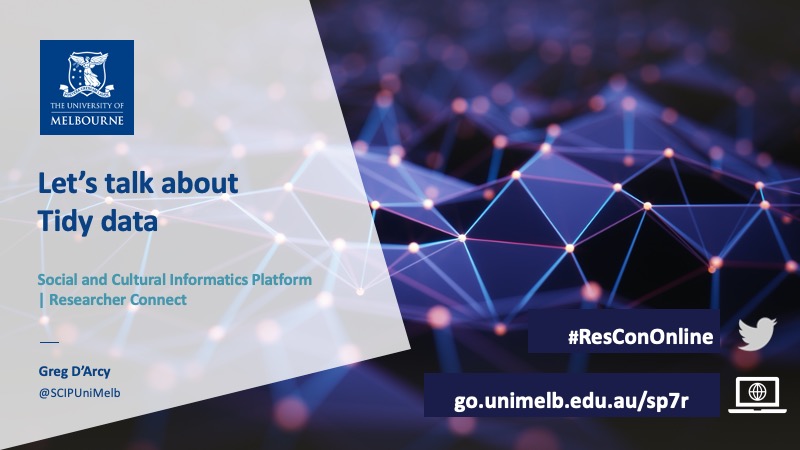 THE UNIVERSITY OF
MELBOURNE
Let's talk about
Tidy data
Social and Cultural Informatics Platform
| Researcher Connect
Greg D'Arcy
@SCIPUniMelb
#ResConOnline
go.unimelb.edu.au/sp7r